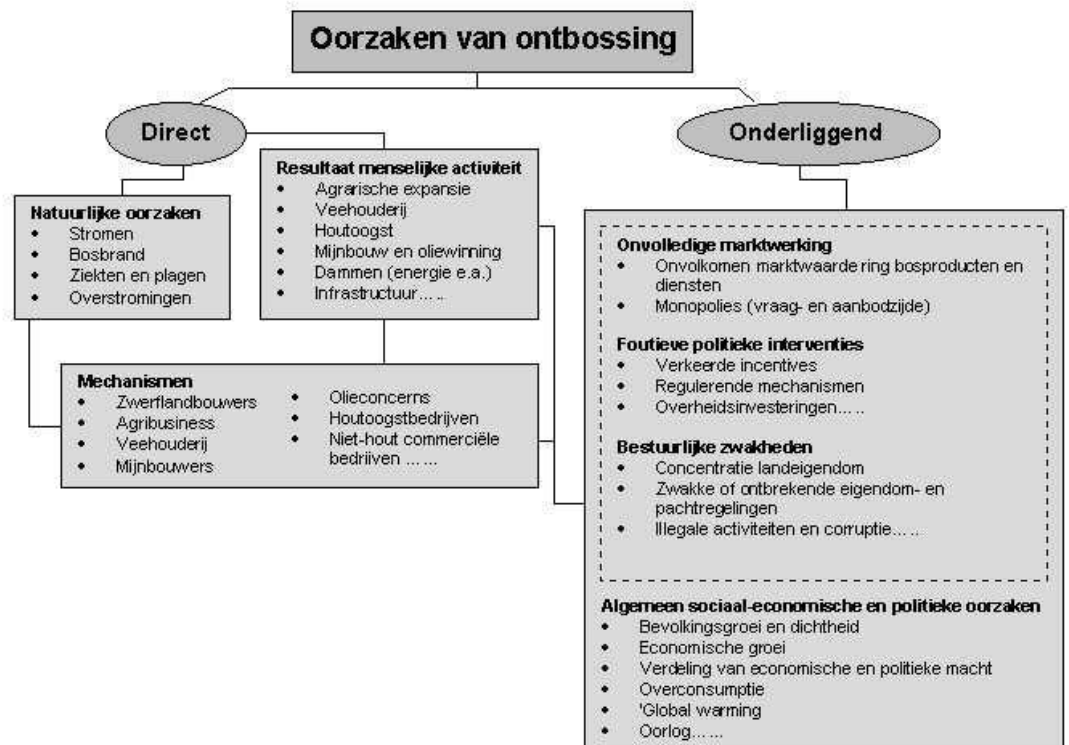 Oorzaken van ontbossing
Direct
Onderliggend
Natuurlijke oorzaken
• Stromen
• Bosbrand
• Ziekten en plagen
• Overstromingen
Resultaat menselijke activiteit
• Agrarische expansie
• Veehouderij
• Houtoogst
• Mijnbouw en oliewinning
• Dammen (energie e.a.)
• Infrastructuur.....
Mechanismen
• Zwerflandbouwers
• Agribusiness
• Veehouderij
• Mijnbouwers
• Olieconcerns
• Houtoogstbedrijven
• Niet-hout commerciële
bedrijven ......
Onvolledige marktwerking
• Onvolkomen marktwaardering bosproducten en
diensten
• Monopolies (vraag- en aanbodzijde)
Foutieve politieke interventies
• Verkeerde incentives
• Regulerende mechanismen
• Overheidsinvesteringen.....
Bestuurlijke zwakheden
• Concentratie landeigendom
• Zwakke of ontbrekende eigendom- en
pachtregelingen
• Illegale activiteiten en corruptie.....
Algemeen sociaal-economische en politieke oorzaken
• Bevolkingsgroei en dichtheid
• Economische groei
• Verdeling van economische en politieke macht
• Overconsumptie
• 'Global warming
• Oorlog......